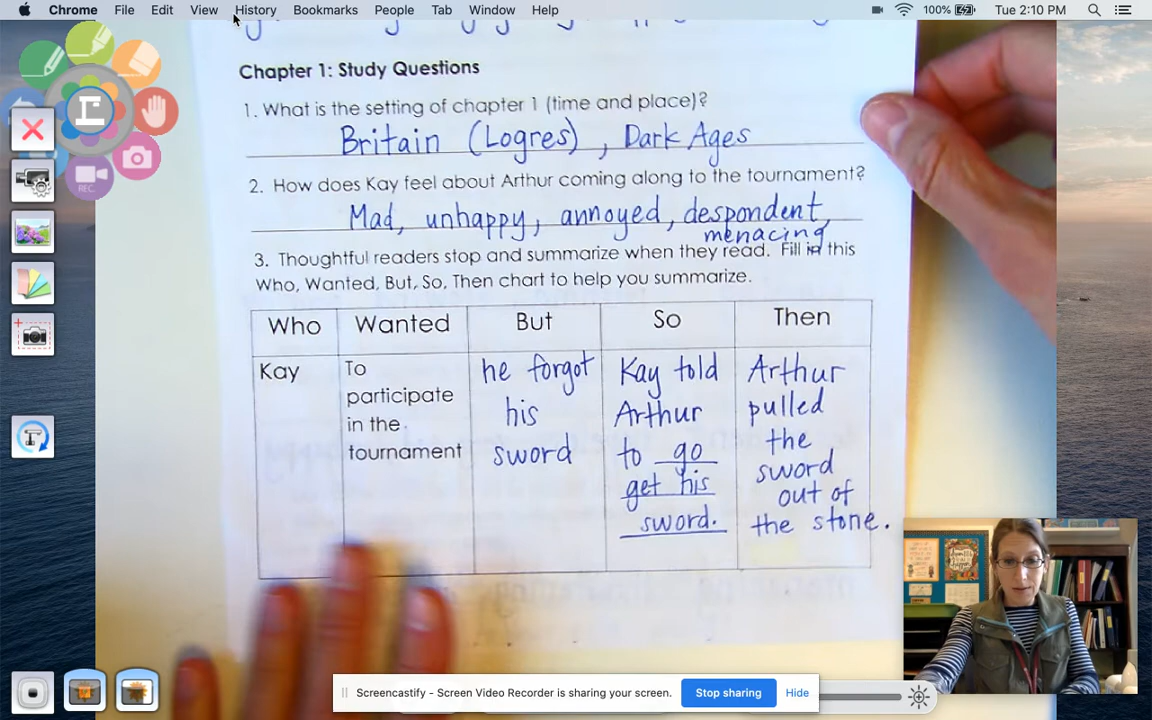 Chrome File Edit View History Bookmarks People Tab Window Help 100% Tue 2:10 PM
Chapter 1: Study Questions
1. What is the setting of chapter 1 (time and place)?
Britain (Logres), Dark Ages
2. How does Kay feel about Arthur coming along to the tournament?
Mad, unhappy, annoyed, despondent,
menacing
3. Thoughtful readers stop and summarize when they read. Fill in this
Who, Wanted, But, So, Then chart to help you summarize.
Who Wanted But So Then
Kay
To
participate
in the
tournament
he forgot
his
sword
Kay told
Arthur
to go
get his
sword.
Arthur
pulled
the
sword
out of
the stone.
REC
Screencastify - Screen Video Recorder is sharing your screen. Stop sharing Hide